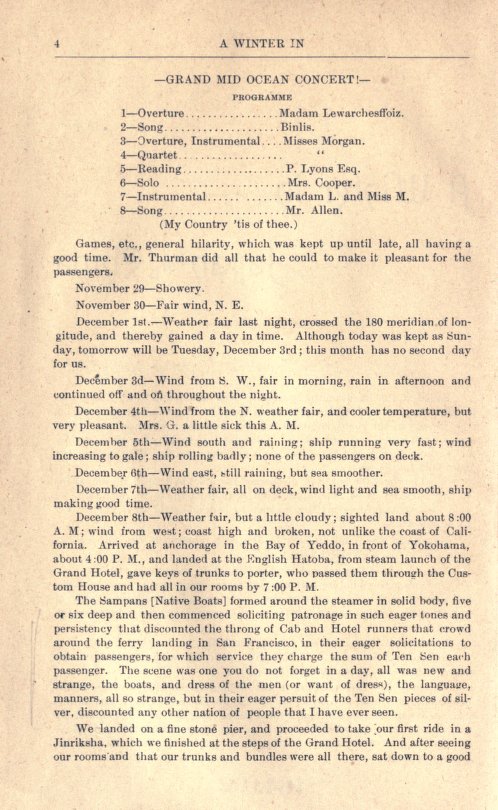 4 A WINTER IN
—GRAND MID OCEAN CONCERT!—
PROGRAMME
1—Overture................Madam Lewarchesffoiz.
2—Song....................Binlis.
3—Overture, Instrumental....Misses Morgan.
4—Quartet.................. "
5—Reading..................P. Lyons Esq.
6—Solo .....................Mrs. Cooper.
7—Instrumental...... .......Madam L. and Miss M.
8—Song.....................Mr. Allen.
(My Country 'tis of thee.)
Games, etc., general hilarity, which was kept up until late, all having a
good time. Mr. Thurman did all that he could to make it pleasant for the
passengers.
November 29—Showery.
November 30—Fair wind, N. E.
December 1st.—Weather fair last night, crossed the 180 meridian of lon-
gitude, and thereby gained a day in time. Although today was kept as Sun-
day, tomorrow will be Tuesday, December 3rd; this month has no second day
for us.
December 3d—Wind from S. W., fair in morning, rain in afternoon and
continued off and on throughout the night.
December 4th—Wind from the N. weather fair, and cooler temperature, but
very pleasant. Mrs. G. a little sick this A. M.
December 5th—Wind south and raining; ship running very fast; wind
increasing to gale; ship rolling badly; none of the passengers on deck.
December 6th—Wind east, still raining, but sea smoother.
December 7th—Weather fair, all on deck, wind light and sea smooth, ship
making good time.
December 8th—Weather fair, but a little cloudy; sighted land about 8:00
A. M; wind from west; coast high and broken, not unlike the coast of Cali-
fornia. Arrived at anchorage in the Bay of Yeddo, in front of Yokohama,
about 4:00 P. M., and landed at the English Hatoba, from steam launch of the
Grand Hotel, gave keys of trunks to porter, who passed them through the Cus-
tom House and had all in our rooms by 7:00 P. M.
The Sampans [Native Boats] formed around the steamer in solid body, five
or six deep and then commenced soliciting patronage in such eager tones and
persistency that discounted the throng of Cab and Hotel runners that crowd
around the ferry landing in San Francisco, in their eager solicitations to
obtain passengers, for which service they charge the sum of Ten Sen each
passenger. The scene was one you do not forget in a day, all was new and
strange, the boats, and dress of the men (or want of dress), the language,
manners, all so strange, but in their eager persuit of the Ten Sen pieces of sil-
ver, discounted any other nation of people that I have ever seen.
We landed on a fine stone pier, and proceeded to take our first ride in a
Jinriksha, which we finished at the steps of the Grand Hotel. And after seeing
our rooms and that our trunks and bundles were all there, sat down to a good